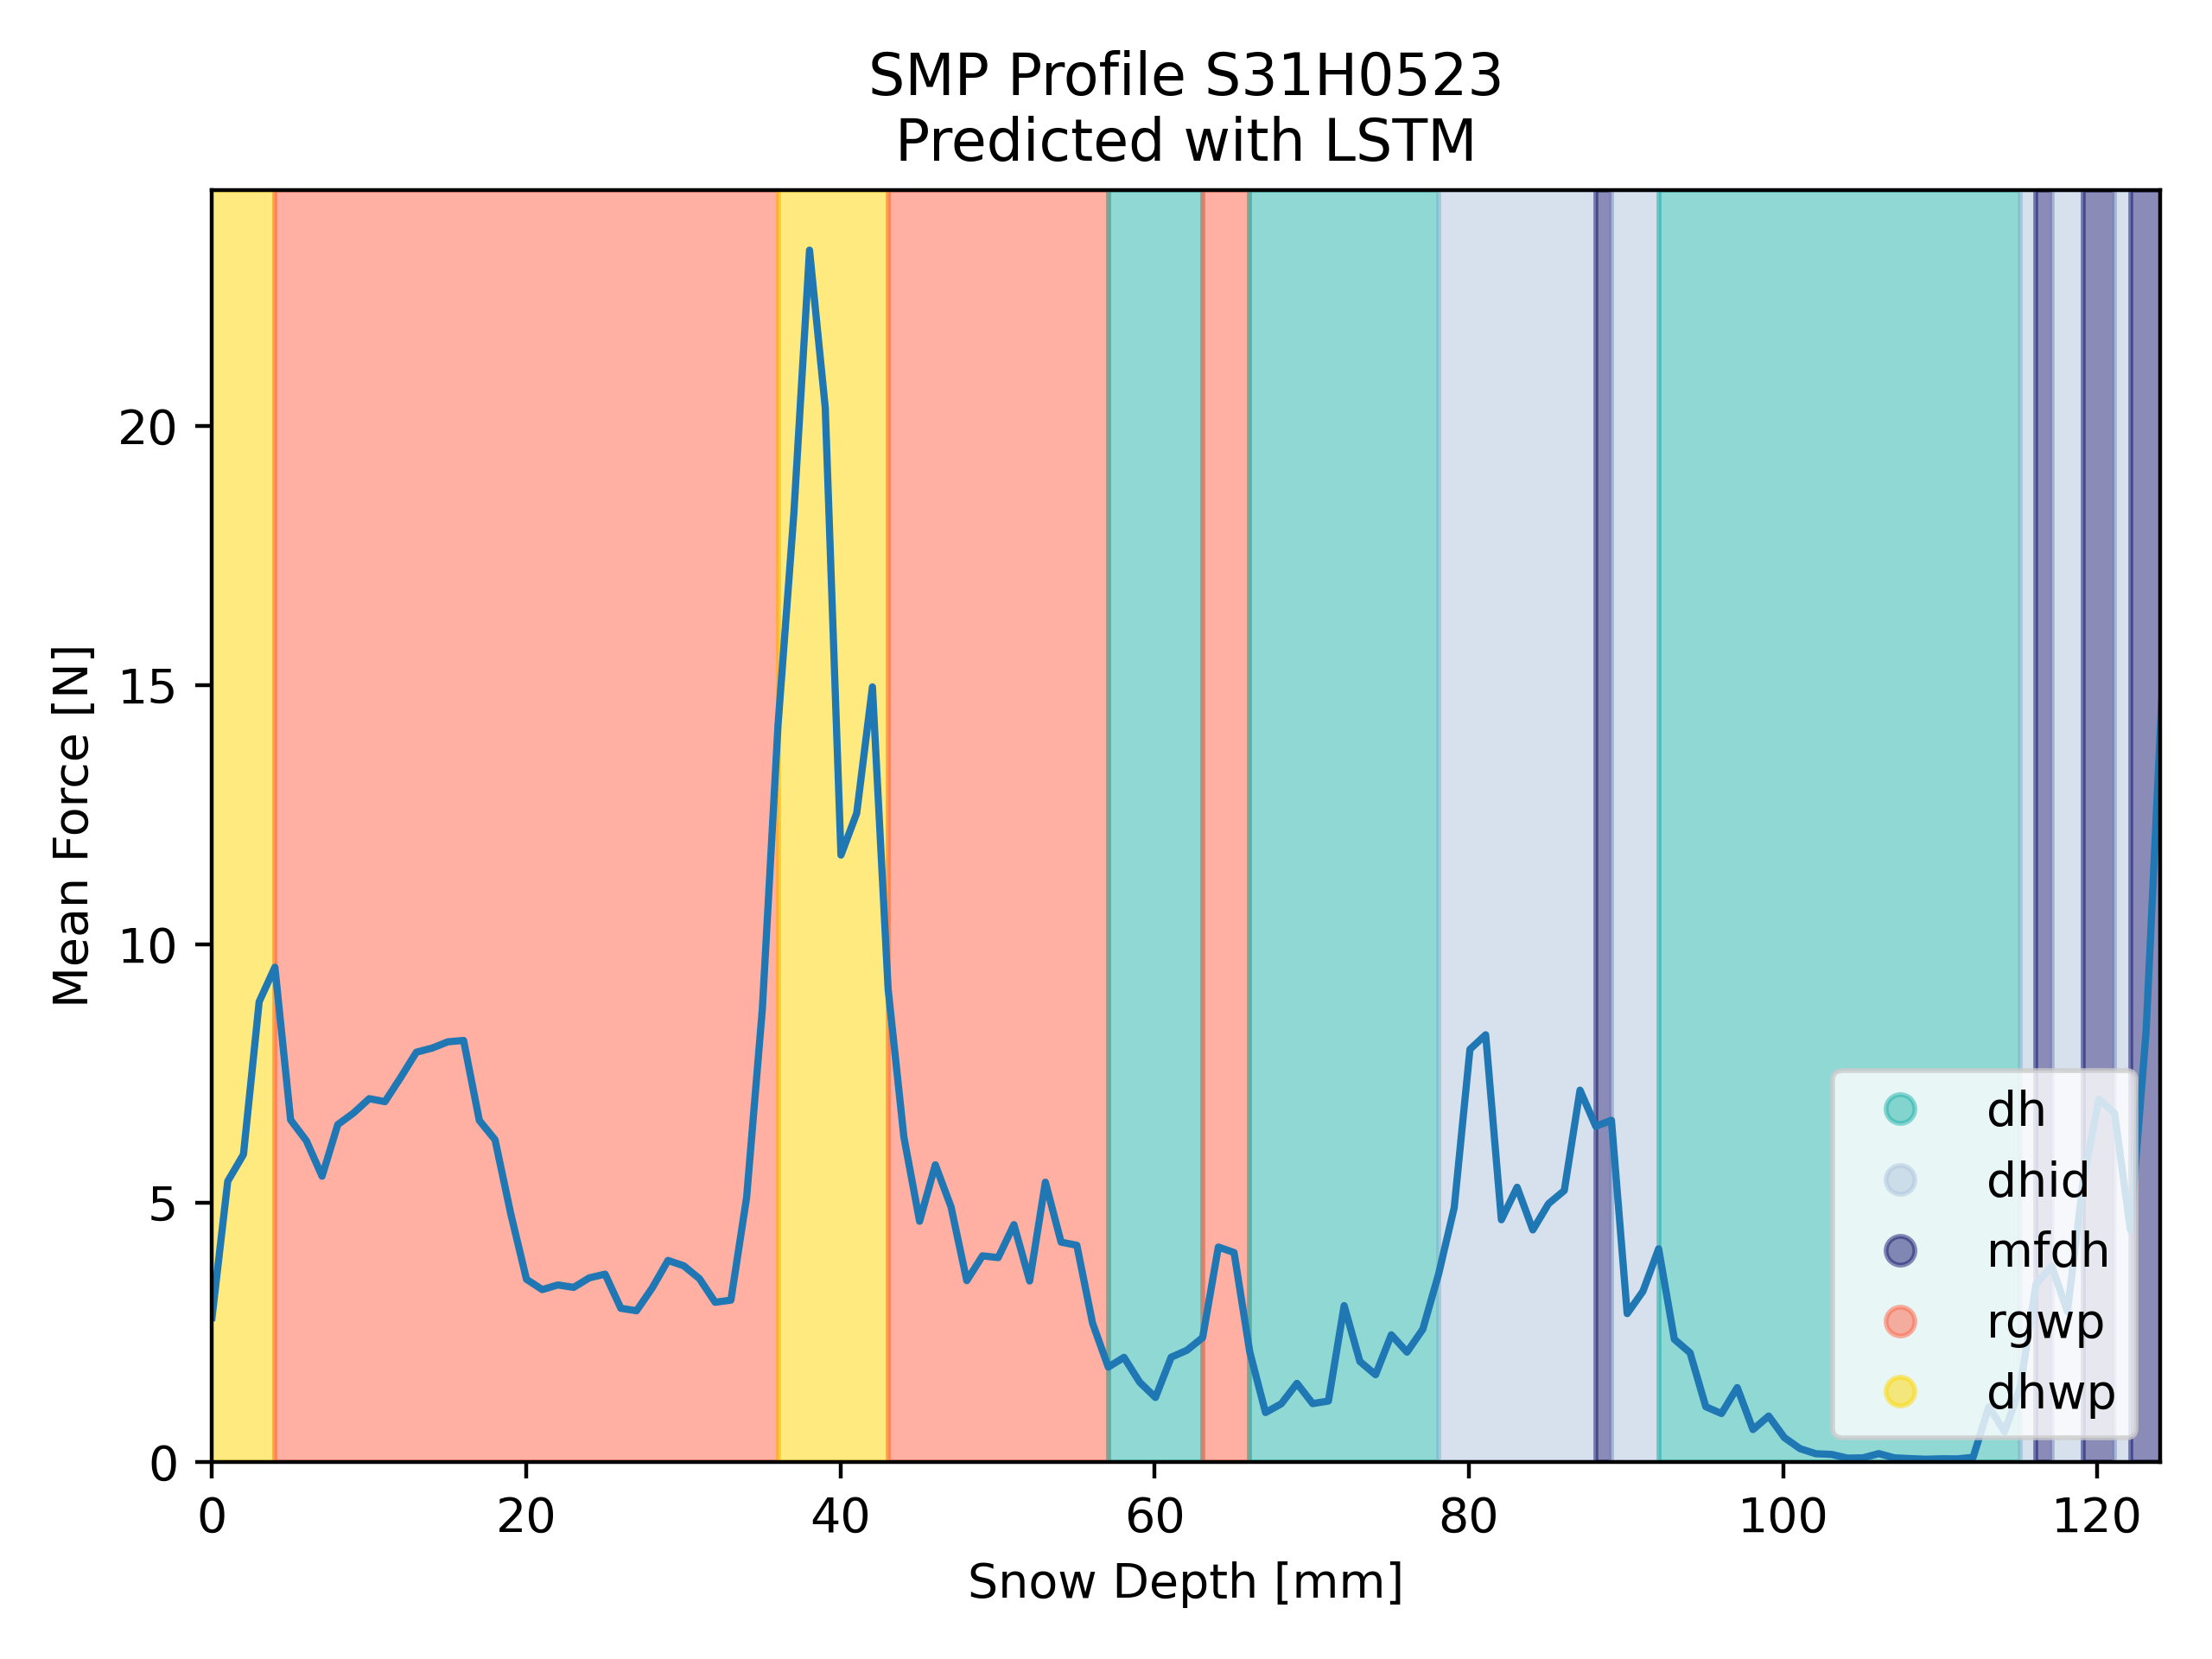 SMP Profile S31H0523
Predicted with LSTM
Mean Force [N]
20
15
10
5
0
dh
dhid
mfdh
rgwp
dhwp
0 20 40 60 80 100 120
Snow Depth [mm]